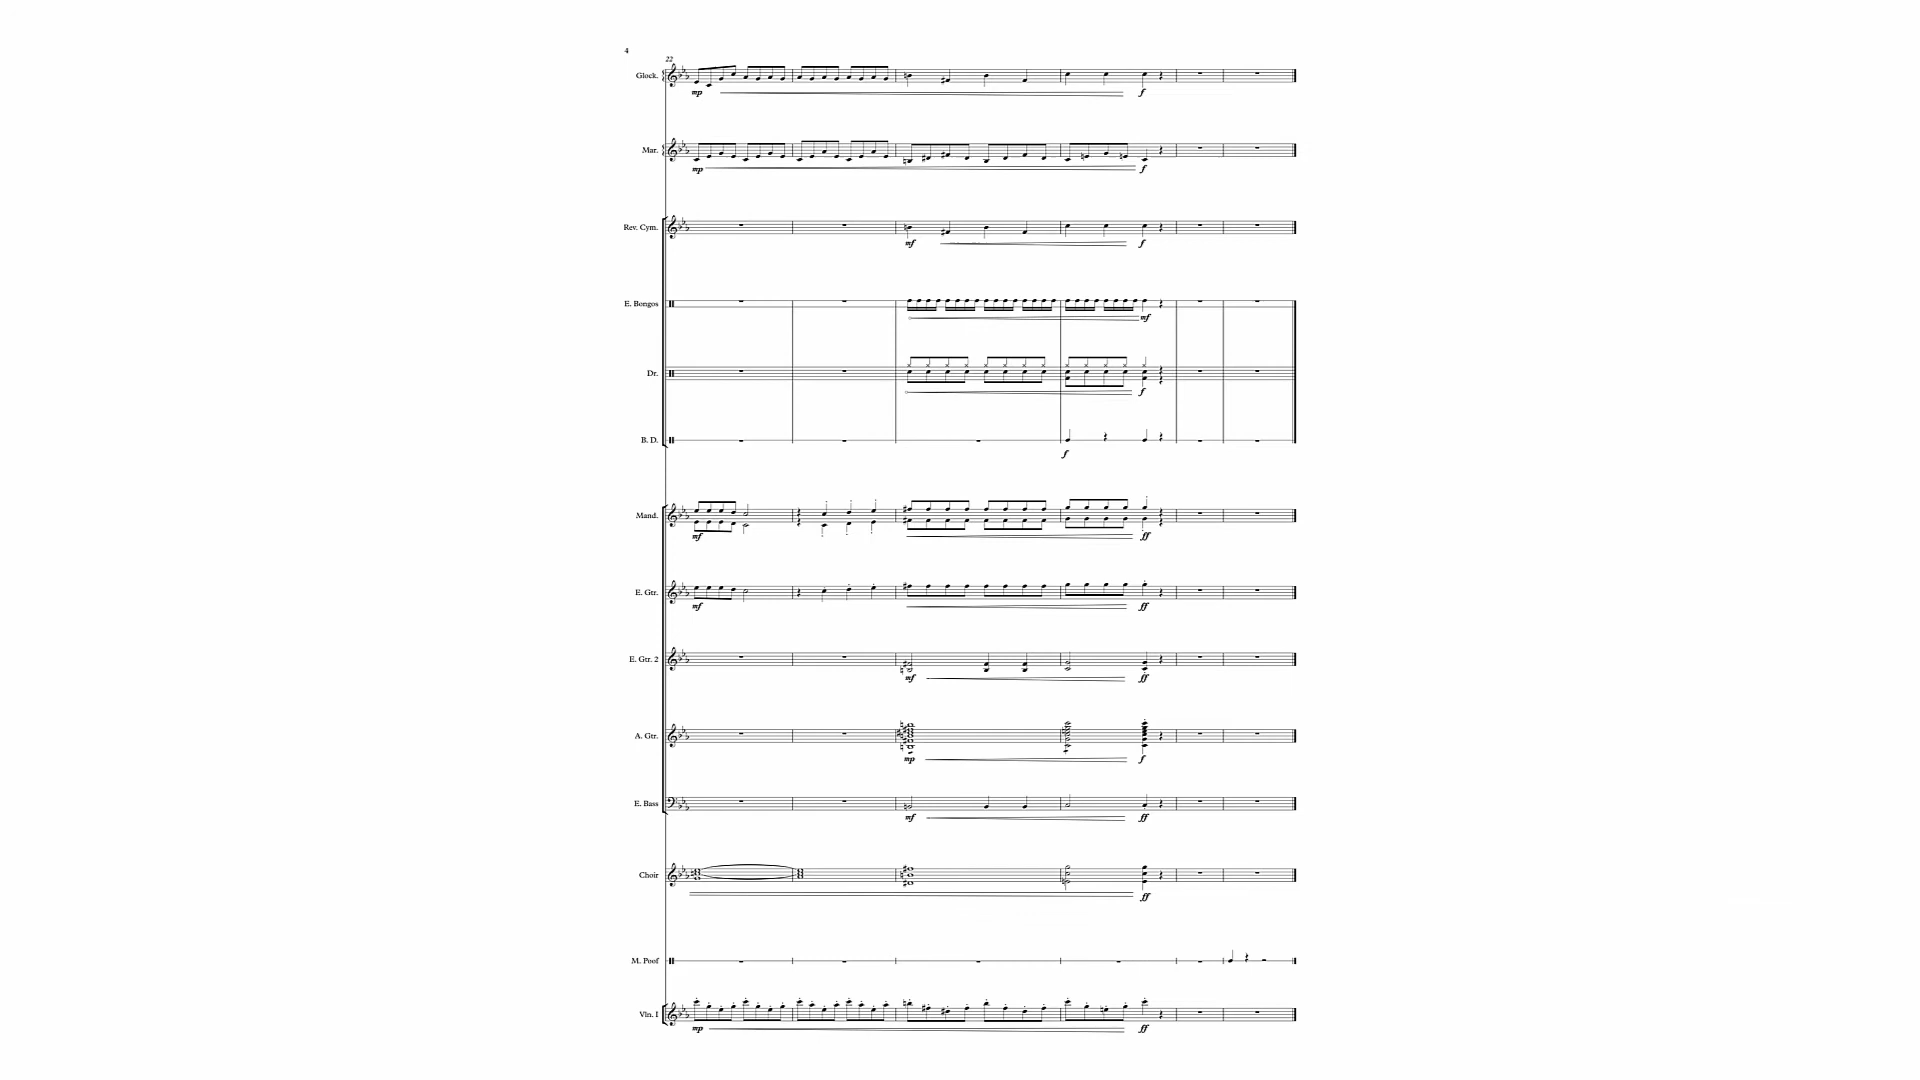 4
22
Glock.
mp f
Mar.
mp f
Rev. Cym.
mf f
E. Bongos
mf
Dr.
f
B. D.
f
Mand.
mf ff
E. Gtr.
mf ff
E. Gtr. 2
mf ff
A. Gtr.
mp f
E. Bass
mf ff
Choir
ff
M. Poof
Vln. I
mp ff